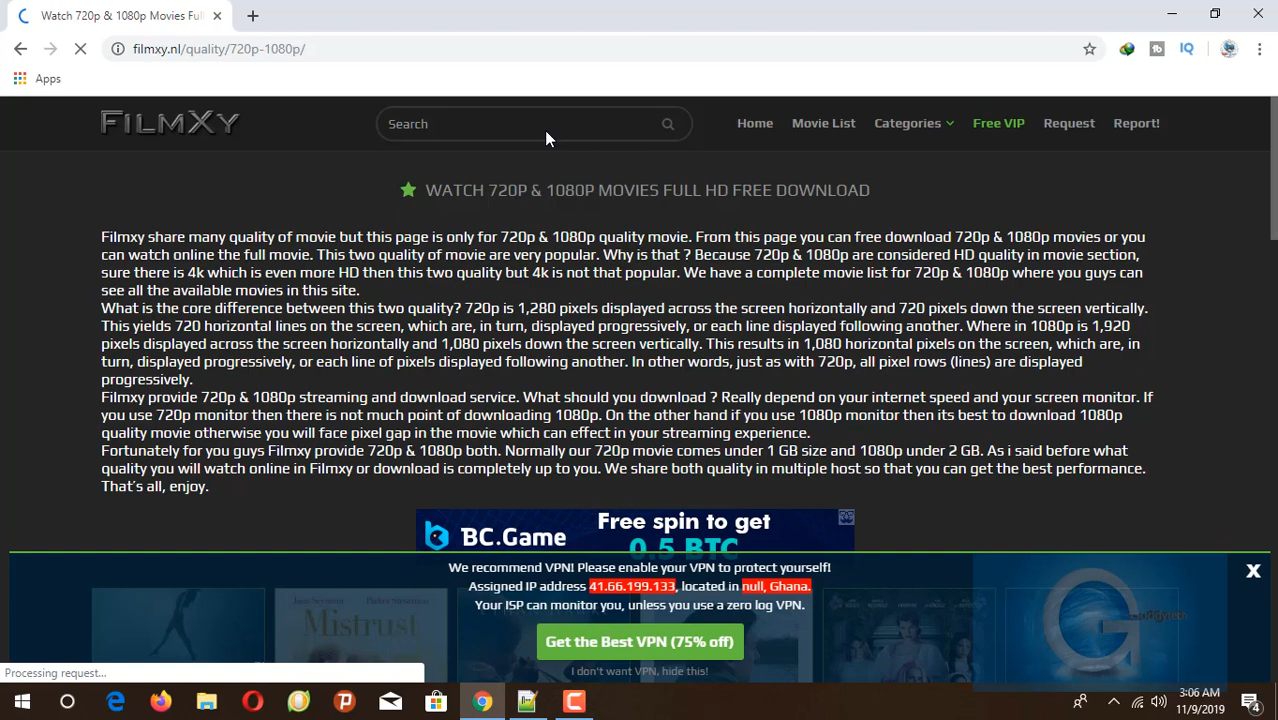 Watch 720p & 1080p Movies Full
filmxy.nl/quality/720p-1080p/
Apps
FILMXY
Search
Home
Movie List
Categories
Free VIP
Request
Report!
WATCH 720P & 1080P MOVIES FULL HD FREE DOWNLOAD
Filmxy share many quality of movie but this page is only for 720p & 1080p quality movie. From this page you can free download 720p & 1080p movies or you
can watch online the full movie. This two quality of movie are very popular. Why is that ? Because 720p & 1080p are considered HD quality in movie section,
sure there is 4k which is even more HD then this two quality but 4k is not that popular. We have a complete movie list for 720p & 1080p where you guys can
see all the available movies in this site.
What is the core difference between this two quality? 720p is 1,280 pixels displayed across the screen horizontally and 720 pixels down the screen vertically.
This yields 720 horizontal lines on the screen, which are, in turn, displayed progressively, or each line displayed following another. Where in 1080p is 1,920
pixels displayed across the screen horizontally and 1,080 pixels down the screen vertically. This results in 1,080 horizontal pixels on the screen, which are, in
turn, displayed progressively, or each line of pixels displayed following another. In other words, just as with 720p, all pixel rows (lines) are displayed
progressively.
Filmxy provide 720p & 1080p streaming and download service. What should you download ? Really depend on your internet speed and your screen monitor. If
you use 720p monitor then there is not much point of downloading 1080p. On the other hand if you use 1080p monitor then its best to download 1080p
quality movie otherwise you will face pixel gap in the movie which can effect in your streaming experience.
Fortunately for you guys Filmxy provide 720p & 1080p both. Normally our 720p movie comes under 1 GB size and 1080p under 2 GB. As i said before what
quality you will watch online in Filmxy or download is completely up to you. We share both quality in multiple host so that you can get the best performance.
That's all, enjoy.
BC.Game
Free spin to get
0.5 BTC
We recommend VPN! Please enable your VPN to protect yourself!
Assigned IP address 41.66.199.133, located in null, Ghana.
Your ISP can monitor you, unless you use a zero log VPN.
X
Mistrust
Get the Best VPN (75% off)
I don't want VPN, hide this!
Processing request...
3:06 AM
11/9/2019
4